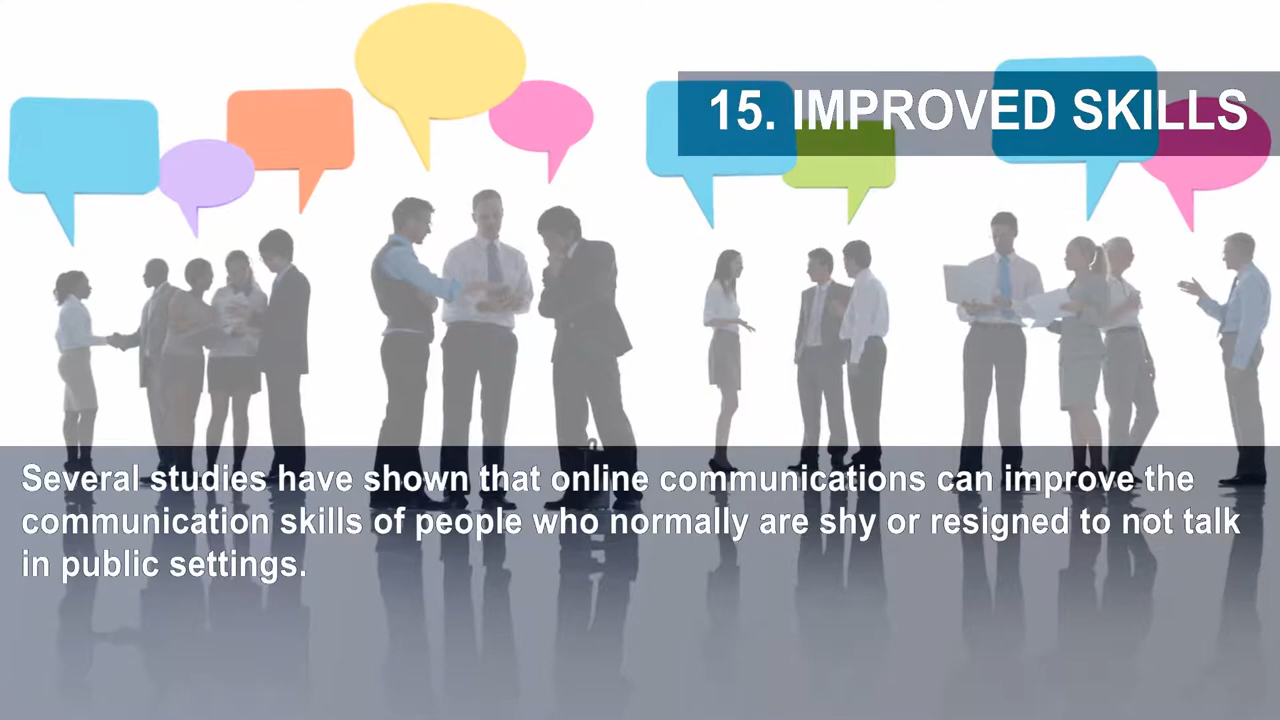 15. IMPROVED SKILLS
Several studies have shown that online communications can improve the
communication skills of people who normally are shy or resigned to not talk
in public settings.